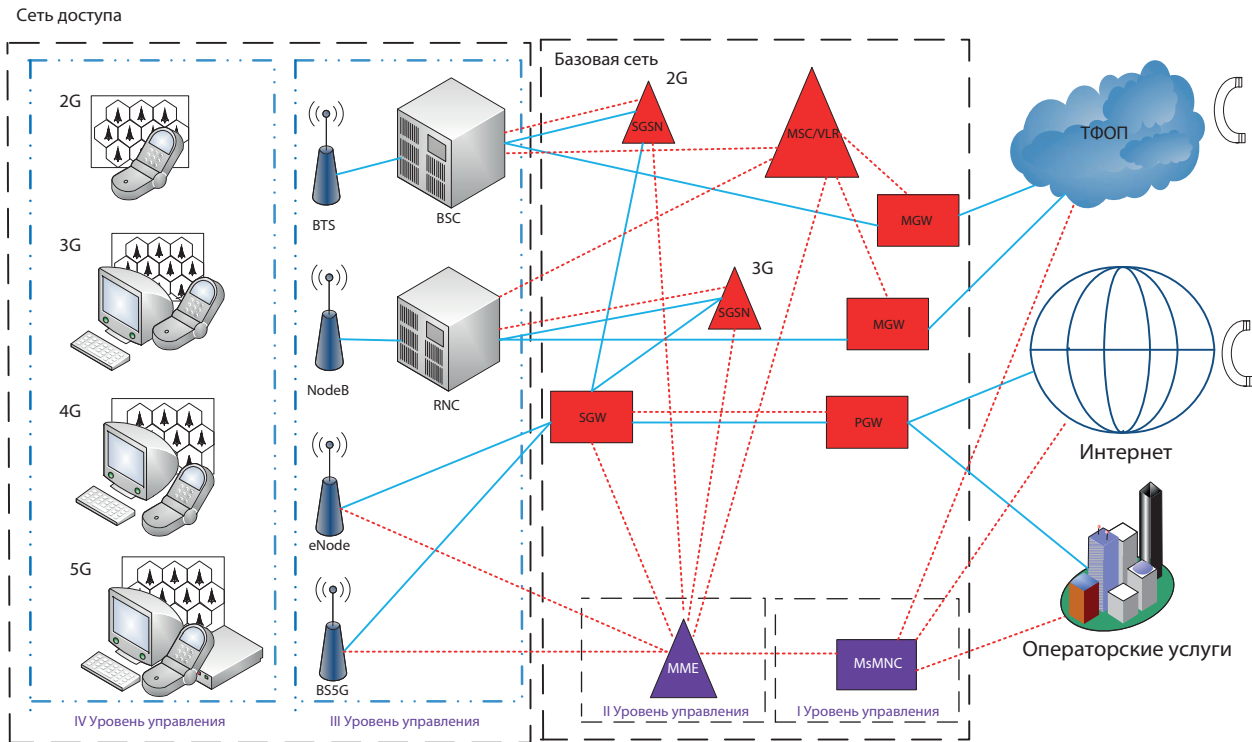 Сеть доступа
Базовая сеть
2G
3G
4G
5G
BTS
NodeB
eNode
BS5G
BSC
RNC
2G
SGSN
MSC/VLR
MGW
3G
SGSN
MGW
SGW
PGW
MME
MsMNC
ТФОП
Интернет
Операторские услуги
IV Уровень управления
III Уровень управления
II Уровень управления
I Уровень управления